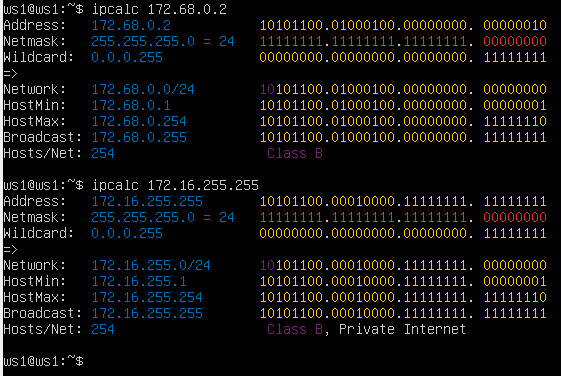 ws1@ws1:~$ ipcalc 172.68.0.2
Address:   172.68.0.2            10101100.01000100.00000000. 00000010
Netmask:   255.255.255.0 = 24    11111111.11111111.11111111. 00000000
Wildcard:  0.0.0.255             00000000.00000000.00000000. 11111111
=>
Network:   172.68.0.0/24         10101100.01000100.00000000. 00000000
HostMin:   172.68.0.1            10101100.01000100.00000000. 00000001
HostMax:   172.68.0.254          10101100.01000100.00000000. 11111110
Broadcast: 172.68.0.255          10101100.01000100.00000000. 11111111
Hosts/Net: 254                    Class B
ws1@ws1:~$ ipcalc 172.16.255.255
Address:   172.16.255.255        10101100.00010000.11111111. 11111111
Netmask:   255.255.255.0 = 24    11111111.11111111.11111111. 00000000
Wildcard:  0.0.0.255             00000000.00000000.00000000. 11111111
=>
Network:   172.16.255.0/24       10101100.00010000.11111111. 00000000
HostMin:   172.16.255.1          10101100.00010000.11111111. 00000001
HostMax:   172.16.255.254        10101100.00010000.11111111. 11111110
Broadcast: 172.16.255.255        10101100.00010000.11111111. 11111111
Hosts/Net: 254                    Class B, Private Internet
ws1@ws1:~$